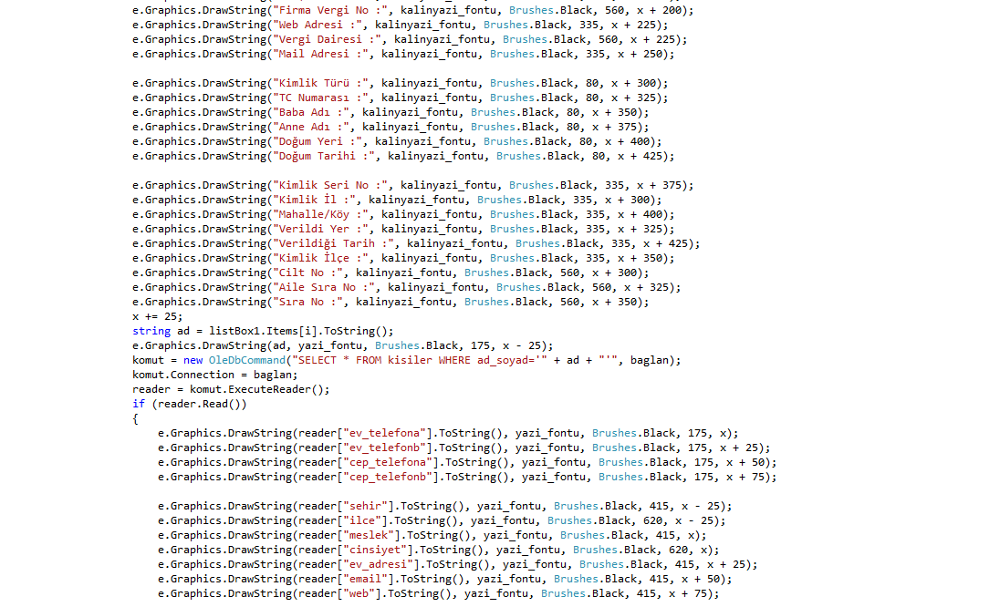 e.Graphics.DrawString("Firma Vergi No :", kalinyazi_fontu, Brushes.Black, 560, x + 200);
e.Graphics.DrawString("Web Adresi :", kalinyazi_fontu, Brushes.Black, 335, x + 225);
e.Graphics.DrawString("Vergi Dairesi :", kalinyazi_fontu, Brushes.Black, 560, x + 225);
e.Graphics.DrawString("Mail Adresi :", kalinyazi_fontu, Brushes.Black, 335, x + 250);
e.Graphics.DrawString("Kimlik Türü :", kalinyazi_fontu, Brushes.Black, 80, x + 300);
e.Graphics.DrawString("TC Numarası :", kalinyazi_fontu, Brushes.Black, 80, x + 325);
e.Graphics.DrawString("Baba Adı :", kalinyazi_fontu, Brushes.Black, 80, x + 350);
e.Graphics.DrawString("Anne Adı :", kalinyazi_fontu, Brushes.Black, 80, x + 375);
e.Graphics.DrawString("Doğum Yeri :", kalinyazi_fontu, Brushes.Black, 80, x + 400);
e.Graphics.DrawString("Doğum Tarihi :", kalinyazi_fontu, Brushes.Black, 80, x + 425);
e.Graphics.DrawString("Kimlik Seri No :", kalinyazi_fontu, Brushes.Black, 335, x + 375);
e.Graphics.DrawString("Kimlik İl :", kalinyazi_fontu, Brushes.Black, 335, x + 300);
e.Graphics.DrawString("Mahalle/Köy :", kalinyazi_fontu, Brushes.Black, 335, x + 400);
e.Graphics.DrawString("Verildi Yer :", kalinyazi_fontu, Brushes.Black, 335, x + 325);
e.Graphics.DrawString("Verildiği Tarih :", kalinyazi_fontu, Brushes.Black, 335, x + 425);
e.Graphics.DrawString("Kimlik İlçe :", kalinyazi_fontu, Brushes.Black, 335, x + 350);
e.Graphics.DrawString("Cilt No :", kalinyazi_fontu, Brushes.Black, 560, x + 300);
e.Graphics.DrawString("Aile Sıra No :", kalinyazi_fontu, Brushes.Black, 560, x + 325);
e.Graphics.DrawString("Sıra No :", kalinyazi_fontu, Brushes.Black, 560, x + 350);
x += 25;
string ad = listBox1.Items[i].ToString();
e.Graphics.DrawString(ad, yazi_fontu, Brushes.Black, 175, x - 25);
komut = new OleDbCommand("SELECT * FROM kisiler WHERE ad_soyad='" + ad + "'", baglan);
komut.Connection = baglan;
reader = komut.ExecuteReader();
if (reader.Read())
{
e.Graphics.DrawString(reader["ev_telefona"].ToString(), yazi_fontu, Brushes.Black, 175, x);
e.Graphics.DrawString(reader["ev_telefonb"].ToString(), yazi_fontu, Brushes.Black, 175, x + 25);
e.Graphics.DrawString(reader["cep_telefona"].ToString(), yazi_fontu, Brushes.Black, 175, x + 50);
e.Graphics.DrawString(reader["cep_telefonb"].ToString(), yazi_fontu, Brushes.Black, 175, x + 75);
e.Graphics.DrawString(reader["sehir"].ToString(), yazi_fontu, Brushes.Black, 415, x - 25);
e.Graphics.DrawString(reader["ilce"].ToString(), yazi_fontu, Brushes.Black, 620, x - 25);
e.Graphics.DrawString(reader["meslek"].ToString(), yazi_fontu, Brushes.Black, 415, x);
e.Graphics.DrawString(reader["cinsiyet"].ToString(), yazi_fontu, Brushes.Black, 620, x);
e.Graphics.DrawString(reader["ev_adresi"].ToString(), yazi_fontu, Brushes.Black, 415, x + 25);
e.Graphics.DrawString(reader["email"].ToString(), yazi_fontu, Brushes.Black, 415, x + 50);
e.Graphics.DrawString(reader["web"].ToString(), yazi_fontu, Brushes.Black, 415, x + 75);